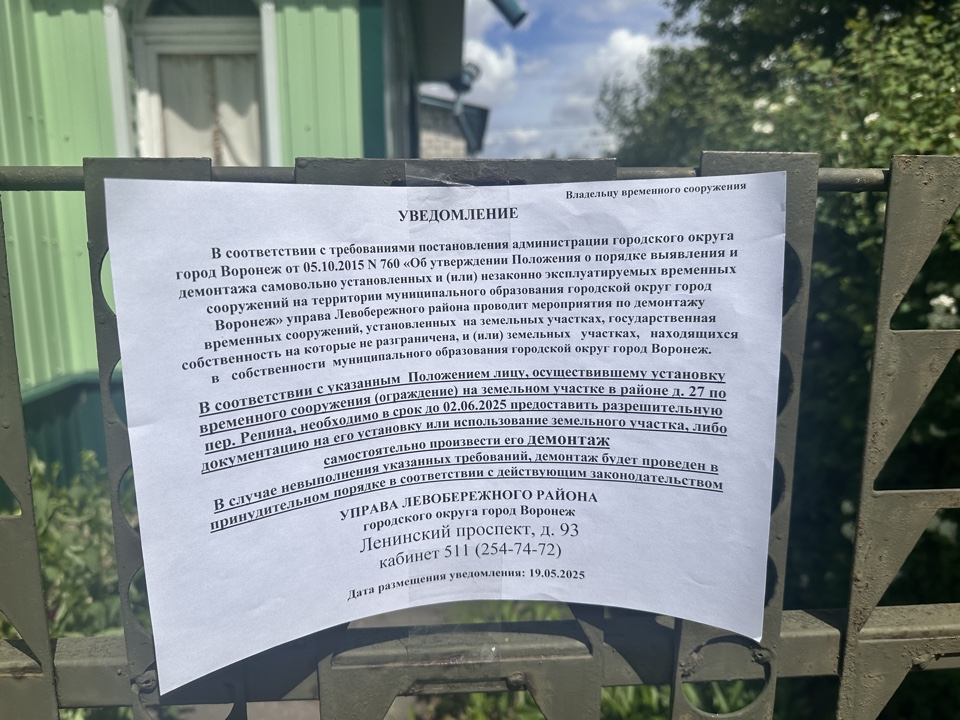 Владельцу временного сооружения
УВЕДОМЛЕНИЕ
В соответствии с требованиями постановления администрации городского округа
город Воронеж от 05.10.2015 N 760 «Об утверждении Положения о порядке выявления и
демонтажа самовольно установленных и (или) незаконно эксплуатируемых временных
сооружений на территории муниципального образования городской округ город
Воронеж» управа Левобережного района проводит мероприятия по демонтажу
временных сооружений, установленных на земельных участках, государственная
собственность на которые не разграничена, и (или) земельных участках, находящихся
в собственности муниципального образования городской округ город Воронеж.
В соответствии с указанным Положением лицу, осуществившему установку
временного сооружения (ограждение) на земельном участке в районе д. 27 по
пер. Репина, необходимо в срок до 02.06.2025 предоставить разрешительную
документацию на его установку или использование земельного участка, либо
самостоятельно произвести его демонтаж
В случае невыполнения указанных требований, демонтаж будет проведен в
принудительном порядке в соответствии с действующим законодательством
УПРАВА ЛЕВОБЕРЕЖНОГО РАЙОНА
городского округа город Воронеж
Ленинский проспект, д. 93
кабинет 511 (254-74-72)
Дата размещения уведомления: 19.05.2025